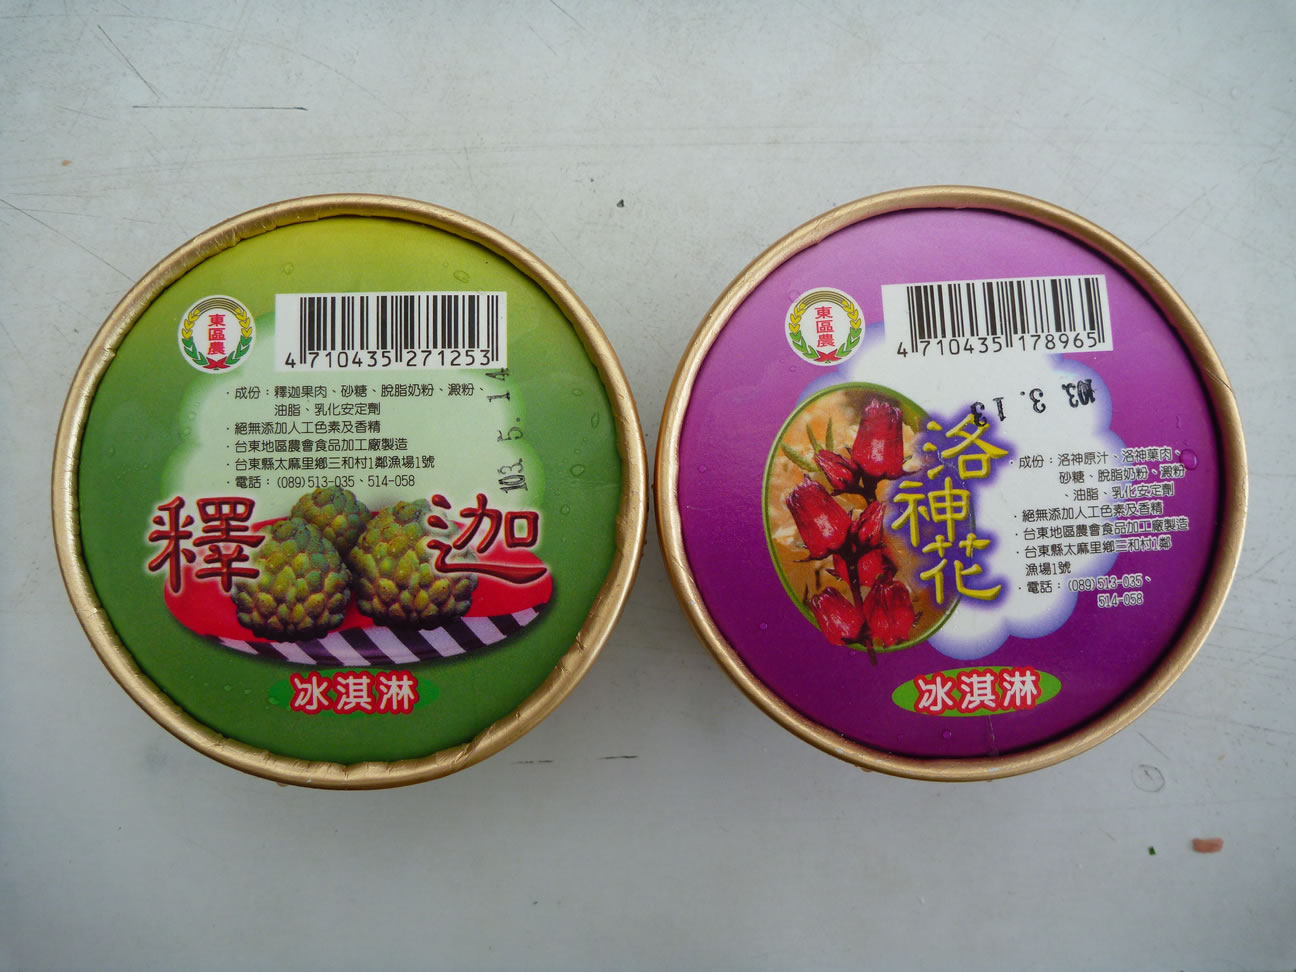 東區農
4 710435 271253
·成份：釋迦果肉、砂糖、脫脂奶粉、澱粉、
油脂、乳化安定劑
·絕無添加人工色素及香精
·台東地區農會食品加工廠製造
·台東縣太麻里鄉三和村1鄰漁場1號
·電話：(089)513-035、514-058
103. 5. 14
釋迦
冰淇淋
東區農
4 710435 178965
103. 3. 13
洛神花
·成份：洛神原汁、洛神菓肉、
砂糖、脫脂奶粉、澱粉
、油脂、乳化安定劑
·絕無添加人工色素及香精
·台東地區農會食品加工廠製造
·台東縣太麻里鄉三和村1鄰
漁場1號
·電話：(089)513-035、
514-058
冰淇淋